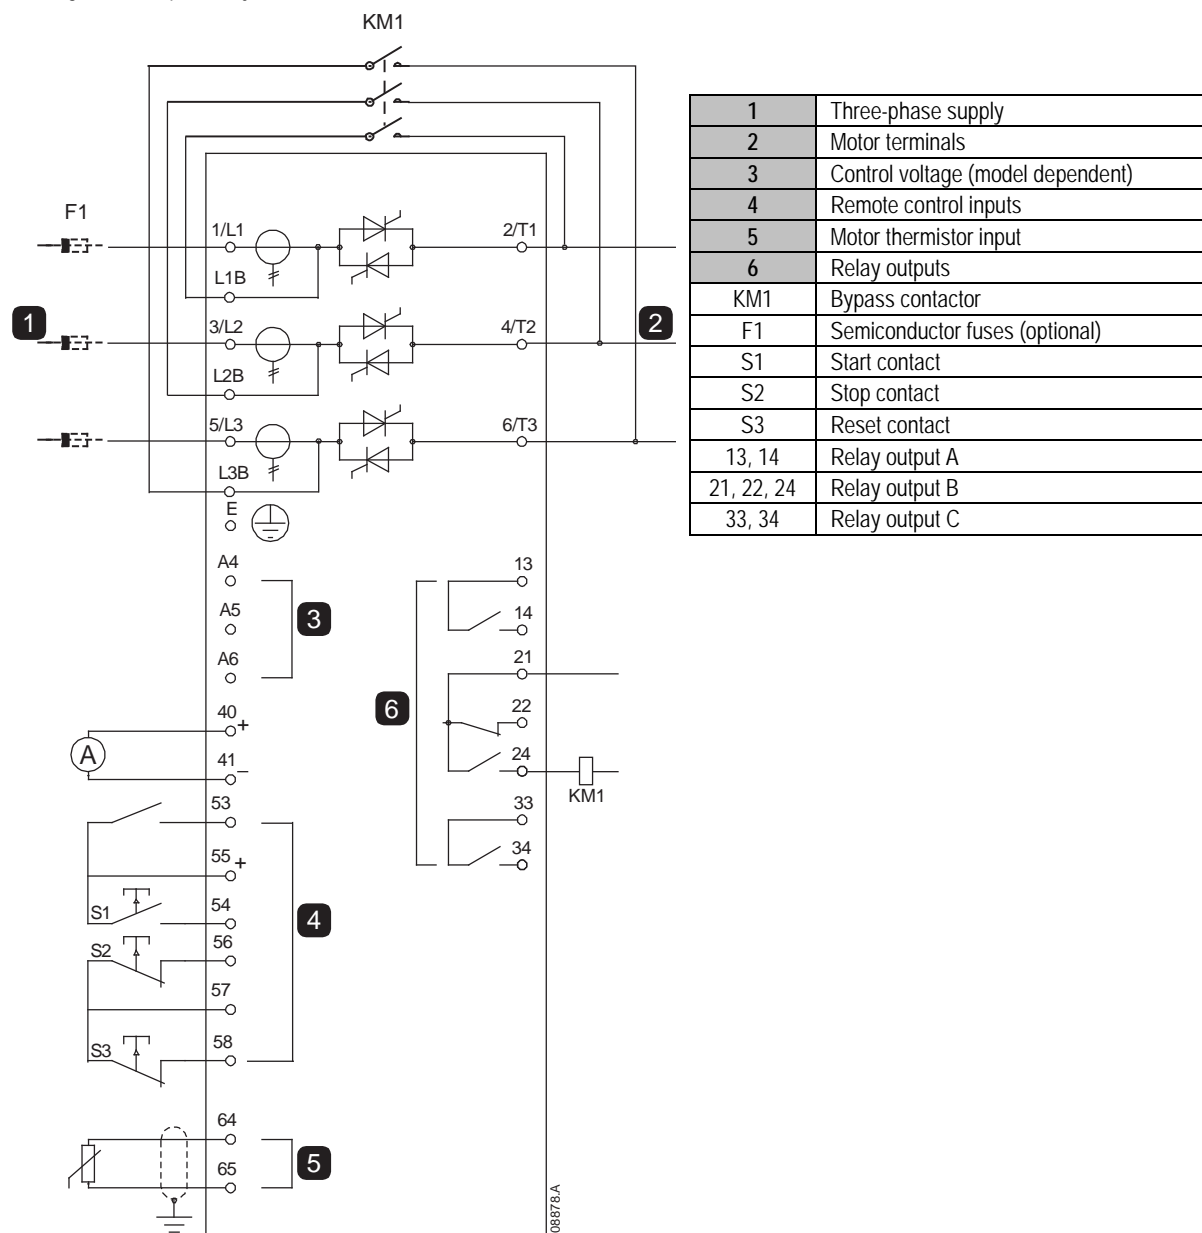 KM1
F1
1/L1
2/T1
L1B
1
3/L2
4/T2
2
L2B
5/L3
6/T3
L3B
E
A4
A5
3
A6
40
+
A
41
−
53
55
+
S1
54
4
S2
56
57
S3
58
64
5
65
13
14
21
6
22
24
KM1
33
34
08878.A
1 Three-phase supply
2 Motor terminals
3 Control voltage (model dependent)
4 Remote control inputs
5 Motor thermistor input
6 Relay outputs
KM1 Bypass contactor
F1 Semiconductor fuses (optional)
S1 Start contact
S2 Stop contact
S3 Reset contact
13, 14 Relay output A
21, 22, 24 Relay output B
33, 34 Relay output C